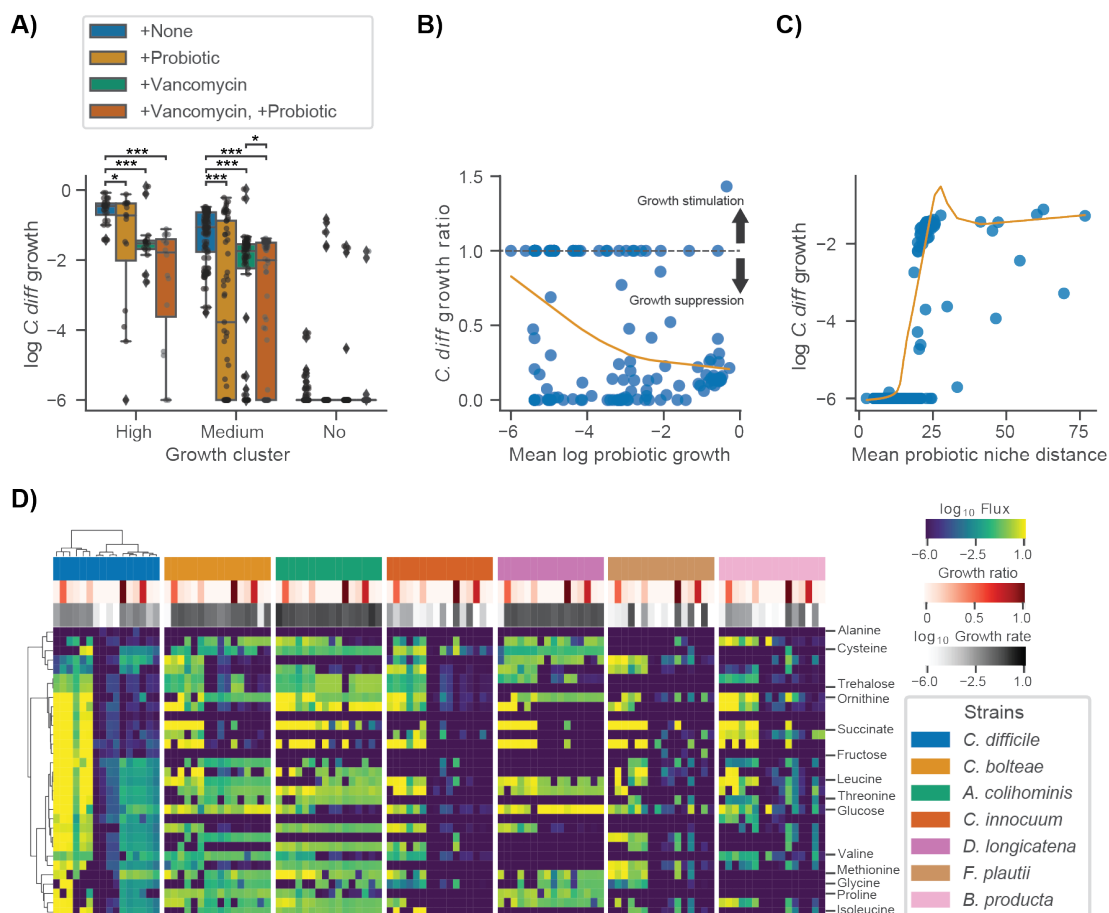 A)
+None
+Probiotic
+Vancomycin
+Vancomycin, +Probiotic
***
***
*
***
***
***
*
0
−2
−4
−6
log C diff growth
High
Medium
No
Growth cluster
B)
1.5
1.0
0.5
0.0
C. diff growth ratio
Growth stimulation
Growth suppression
−6
−4
−2
0
Mean log probiotic growth
C)
−2
−4
−6
log C diff growth
0
25
50
75
Mean probiotic niche distance
D)
Alanine
Cysteine
Trehalose
Ornithine
Succinate
Fructose
Leucine
Threonine
Glucose
Valine
Methionine
Glycine
Proline
Isoleucine
log10 Flux
−6.0
−2.5
1.0
Growth ratio
0
0.5
1.0
log10 Growth rate
−6.0
−2.5
1.0
Strains
C. difficile
C. bolteae
A. colihominis
C. innocuum
D. longicatena
F. plautii
B. producta